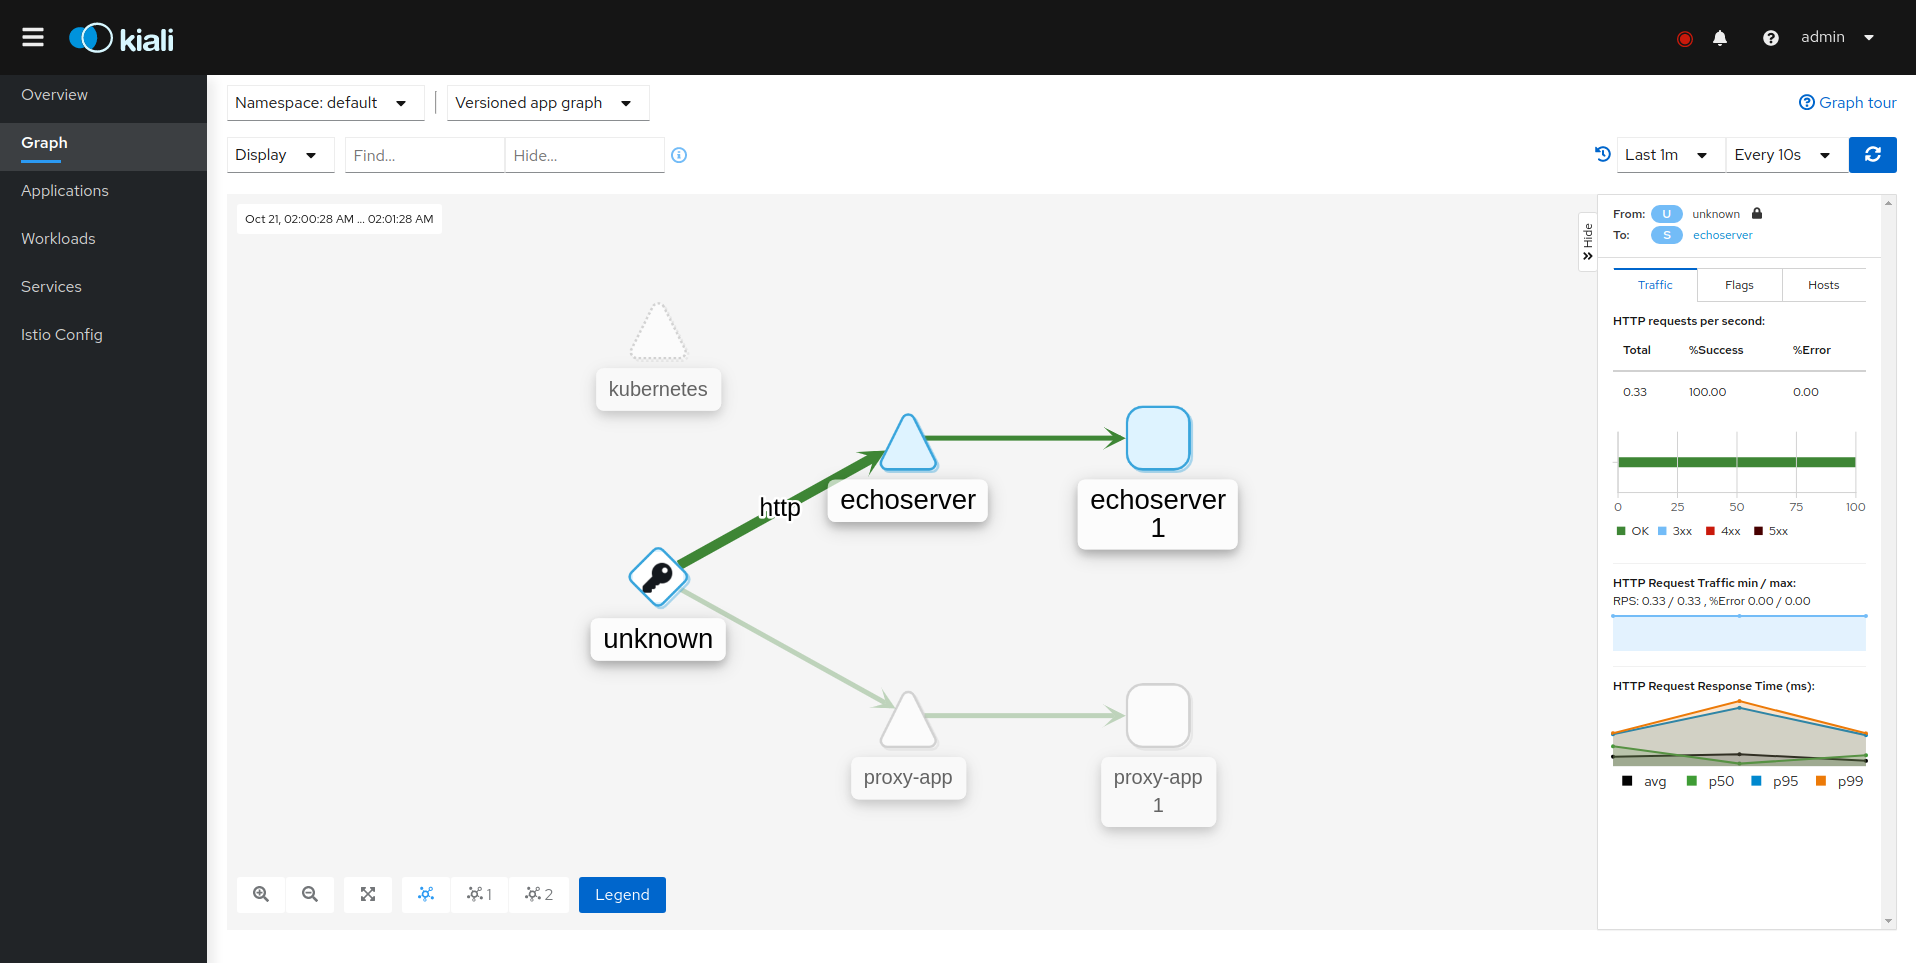 kiali
admin
Overview
Graph
Applications
Workloads
Services
Istio Config
Namespace: default
Versioned app graph
Graph tour
Display
Find...
Hide...
Last 1m
Every 10s
Oct 21, 02:00:28 AM ... 02:01:28 AM
Hide
kubernetes
http
echoserver
echoserver
1
unknown
proxy-app
proxy-app
1
1
2
Legend
From: U unknown
To: S echoserver
Traffic Flags Hosts
HTTP requests per second:
Total %Success %Error
0.33 100.00 0.00
0 25 50 75 100
OK 3xx 4xx 5xx
HTTP Request Traffic min / max:
RPS: 0.33 / 0.33 , %Error 0.00 / 0.00
HTTP Request Response Time (ms):
avg p50 p95 p99